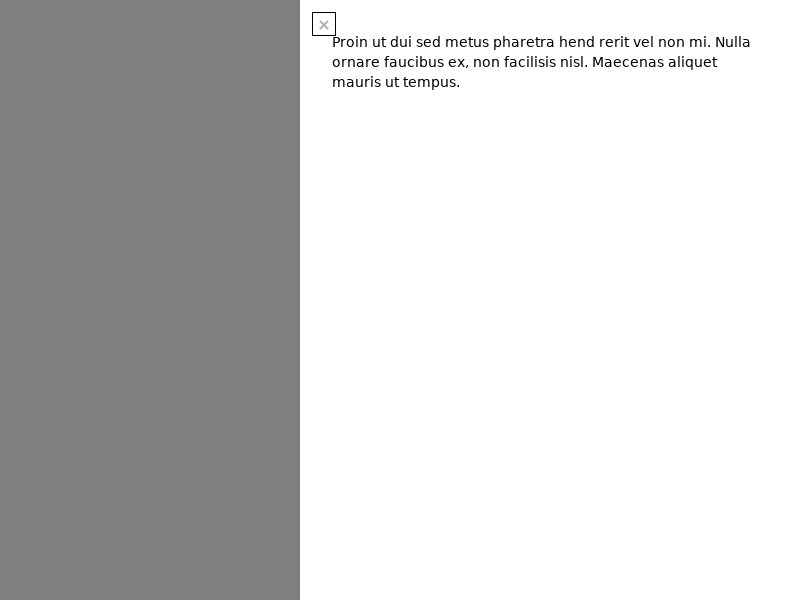 ×
Proin ut dui sed metus pharetra hend rerit vel non mi. Nulla
ornare faucibus ex, non facilisis nisl. Maecenas aliquet
mauris ut tempus.